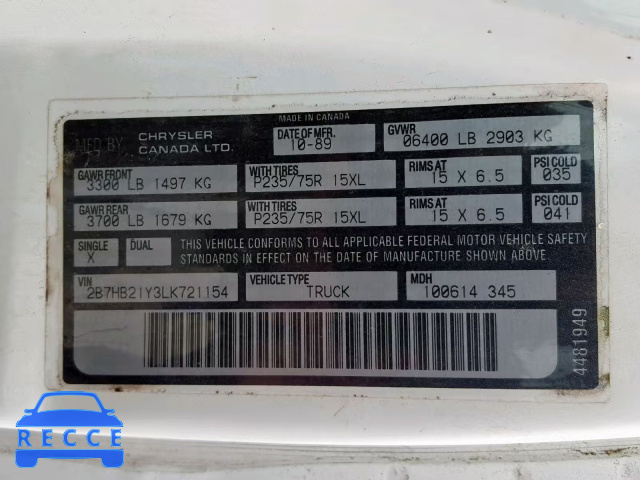 MADE IN CANADA
MFD BY CHRYSLER CANADA LTD. DATE OF MFR. 10-89 GVWR 06400 LB 2903 KG
GAWR FRONT 3300 LB 1497 KG WITH TIRES P235/75R 15XL RIMS AT 15 X 6.5 PSI COLD 035
GAWR REAR 3700 LB 1679 KG WITH TIRES P235/75R 15XL RIMS AT 15 X 6.5 PSI COLD 041
SINGLE X DUAL THIS VEHICLE CONFORMS TO ALL APPLICABLE FEDERAL MOTOR VEHICLE SAFETY
STANDARDS IN EFFECT ON THE DATE OF MANUFACTURE SHOWN ABOVE.
VIN 2B7HB21Y3LK721154 VEHICLE TYPE TRUCK MDH 100614 345
4481949
RECCE